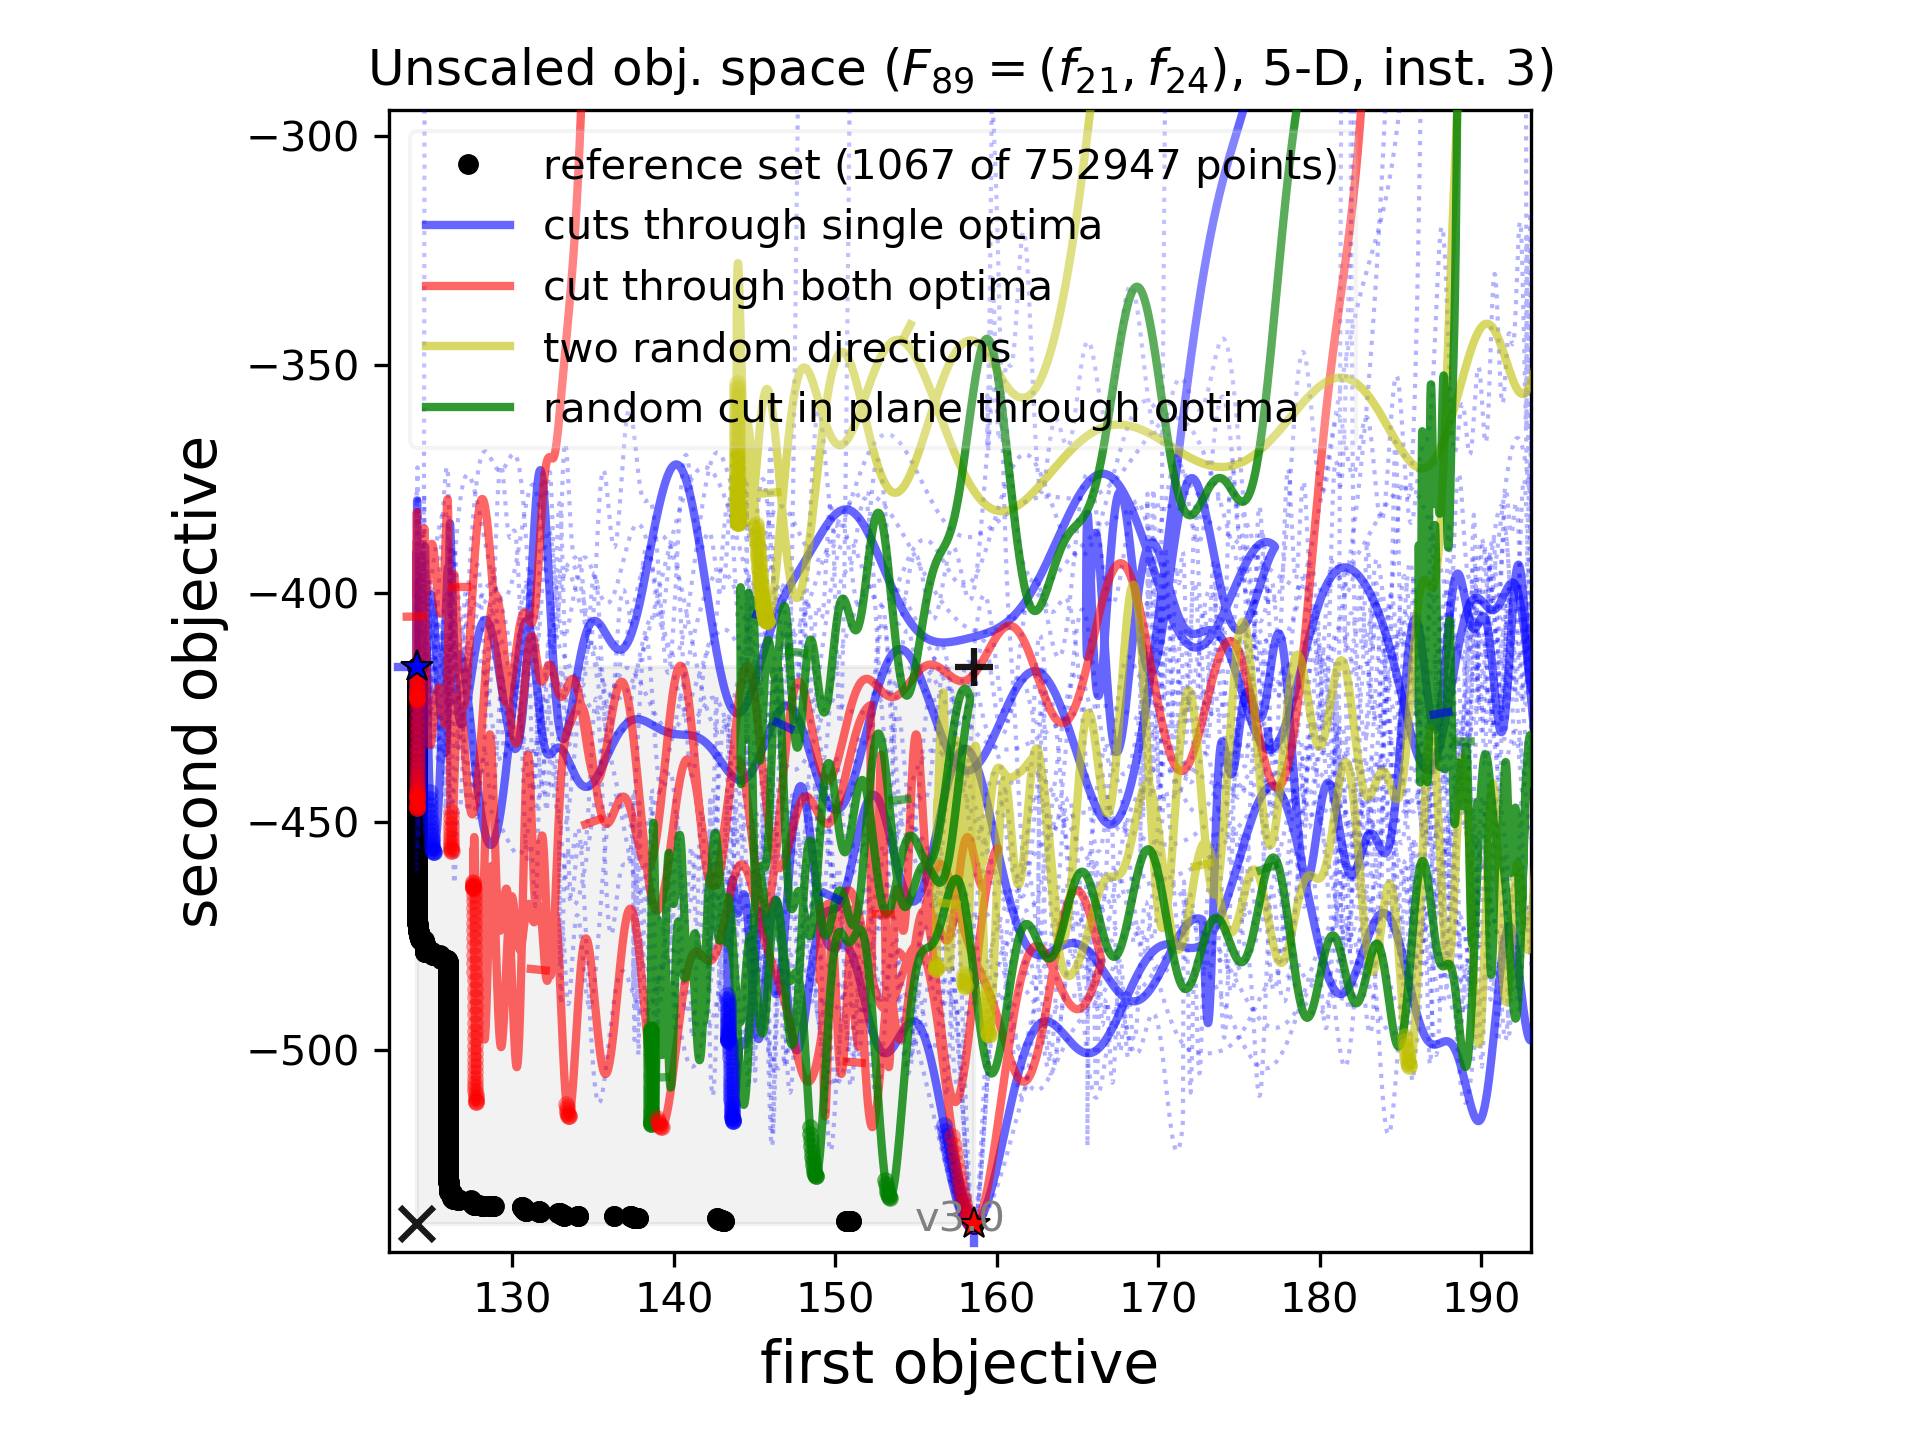 Unscaled obj. space (F₈₉ = (f₂₁, f₂₄), 5-D, inst. 3)
−300
−350
−400
−450
−500
second objective
reference set (1067 of 752947 points)
cuts through single optima
cut through both optima
two random directions
random cut in plane through optima
130 140 150 160 170 180 190
first objective